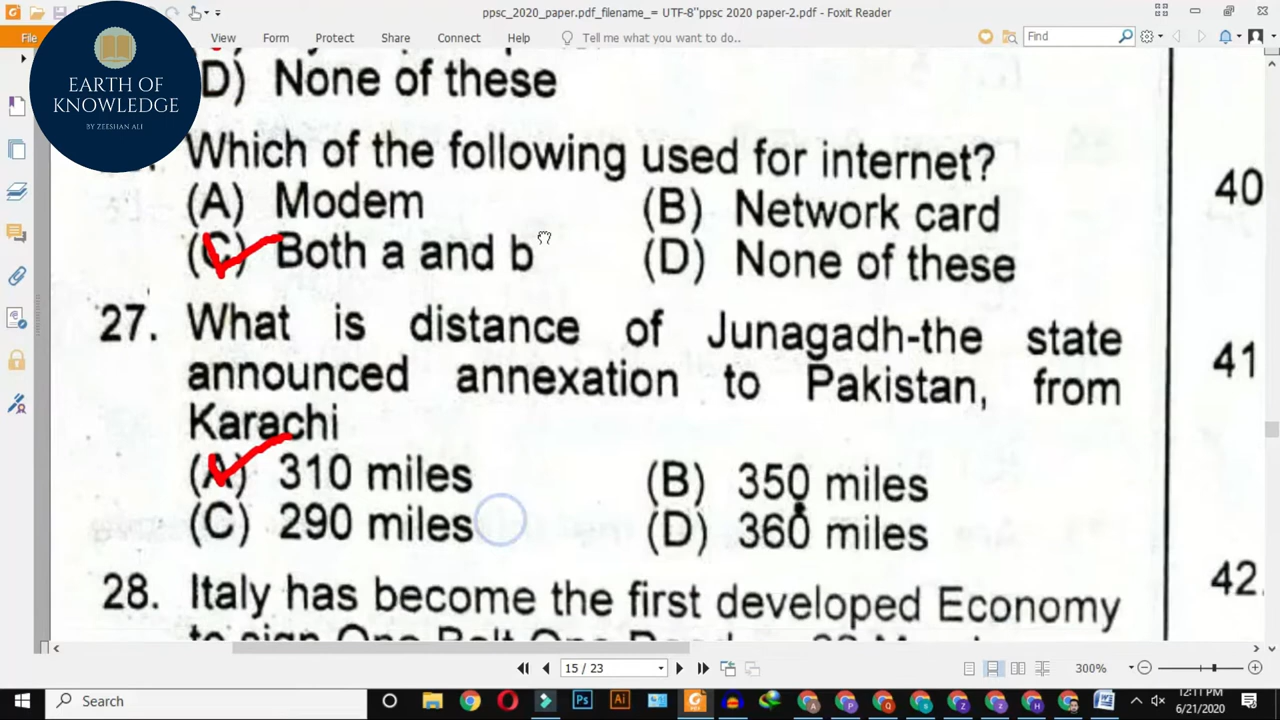 ppsc_2020_paper.pdf_filename_= UTF-8''ppsc 2020 paper-2.pdf - Foxit Reader
File View Form Protect Share Help Tell me what you want to do.. Find
EARTH OF
KNOWLEDGE
BY ZEESHAN ALI
(D) None of these
Which of the following used for internet?
(A) Modem (B) Network card
(C) Both a and b (D) None of these
27. What is distance of Junagadh-the state
announced annexation to Pakistan, from
Karachi
(A) 310 miles (B) 350 miles
(C) 290 miles (D) 360 miles
28. Italy has become the first developed Economy
40
41
42.
15 / 23
300%
Search
12:11 PM
6/21/2020